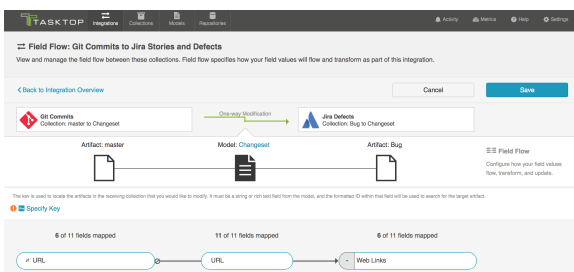 TASKTOP
Integrations
Collections
Models
Repositories
Activity
Metrics
Help
Settings
Field Flow: Git Commits to Jira Stories and Defects
View and manage the field flow between these collections. Field flow specifies how your field values will flow and transform as part of this integration.
Back to Integration Overview
Cancel
Save
Git Commits
Collection: master to Changeset
One-way Modification
Jira Defects
Collection: Bug to Changeset
Artifact: master
Model: Changeset
Artifact: Bug
Field Flow
Configure how your field values
flow, transform, and update.
The key is used to locate the artifacts in the receiving collection that you would like to modify. It must be a string or rich text field from the model, and the formatted ID within that field will be used to search for the target artifact.
Specify Key
6 of 11 fields mapped
11 of 11 fields mapped
6 of 11 fields mapped
URL
URL
Web Links